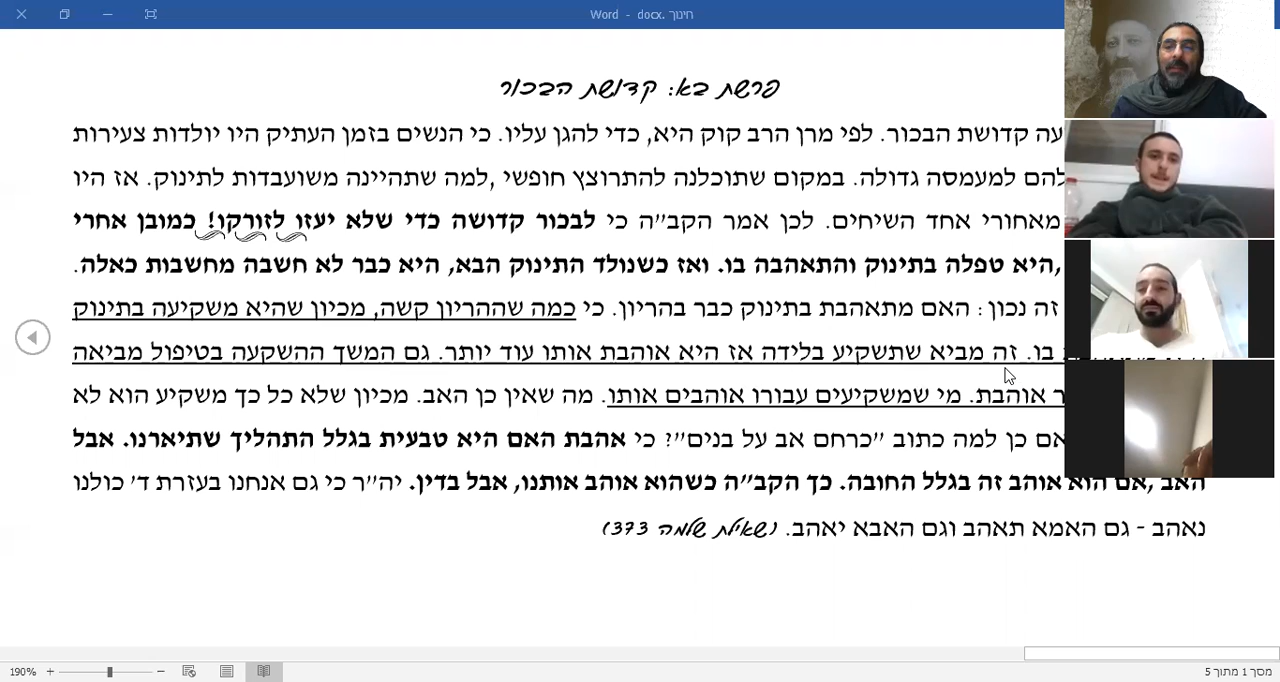 חינוך .docx - Word
פרשת בא: קדושת הבכור
עה קדושת הבכור. לפי מרן הרב קוק היא, כדי להגן עליו. כי הנשים בזמן העתיק היו יולדות צעירות
להם למעמסה גדולה. במקום שתוכלנה להתרוצץ חופשי ,למה שתהיינה משועבדות לתינוק. אז היו
מאחורי אחד השיחים. לכן אמר הקב״ה כי לבכור קדושה כדי שלא יעזו לזורקו! כמובן אחרי
,היא טפלה בתינוק והתאהבה בו. ואז כשנולד התינוק הבא, היא כבר לא חשבה מחשבות כאלה.
זה נכון: האם מתאהבת בתינוק כבר בהריון. כי כמה שההריון קשה, מכיון שהיא משקיעה בתינוק
בו. זה מביא שתשקיע בלידה אז היא אוהבת אותו עוד יותר. גם המשך ההשקעה בטיפול מביאה
אוהבת. מי שמשקיעים עבורו אוהבים אותו. מה שאין כן האב. מכיון שלא כל כך משקיע הוא לא
אם כן למה כתוב ״כרחם אב על בנים״? כי אהבת האם היא טבעית בגלל התהליך שתיארנו. אבל
האב ,אם הוא אוהב זה בגלל החובה. כך הקב״ה כשהוא אוהב אותנו, אבל בדין. יה״ר כי גם אנחנו בעזרת ד׳ כולנו
נאהב - גם האמא תאהב וגם האבא יאהב. (שאילת שלמה 373)
מסך 1 מתוך 5
190%